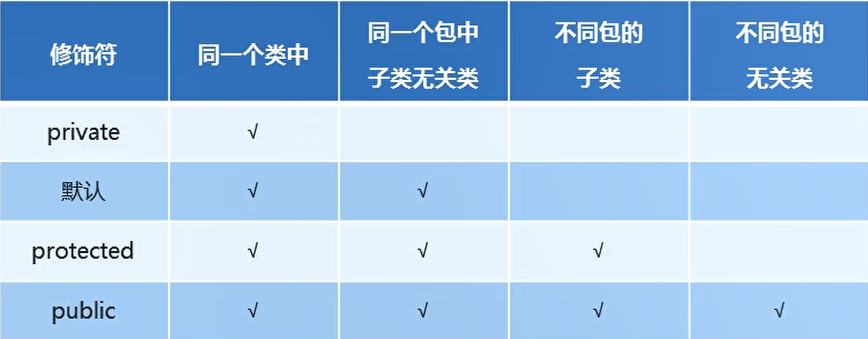 修饰符 同一个类中 同一个包中 不同包的 不同包的
子类无关类 子类 无关类
private √
默认 √ √
protected √ √ √
public √ √ √ √